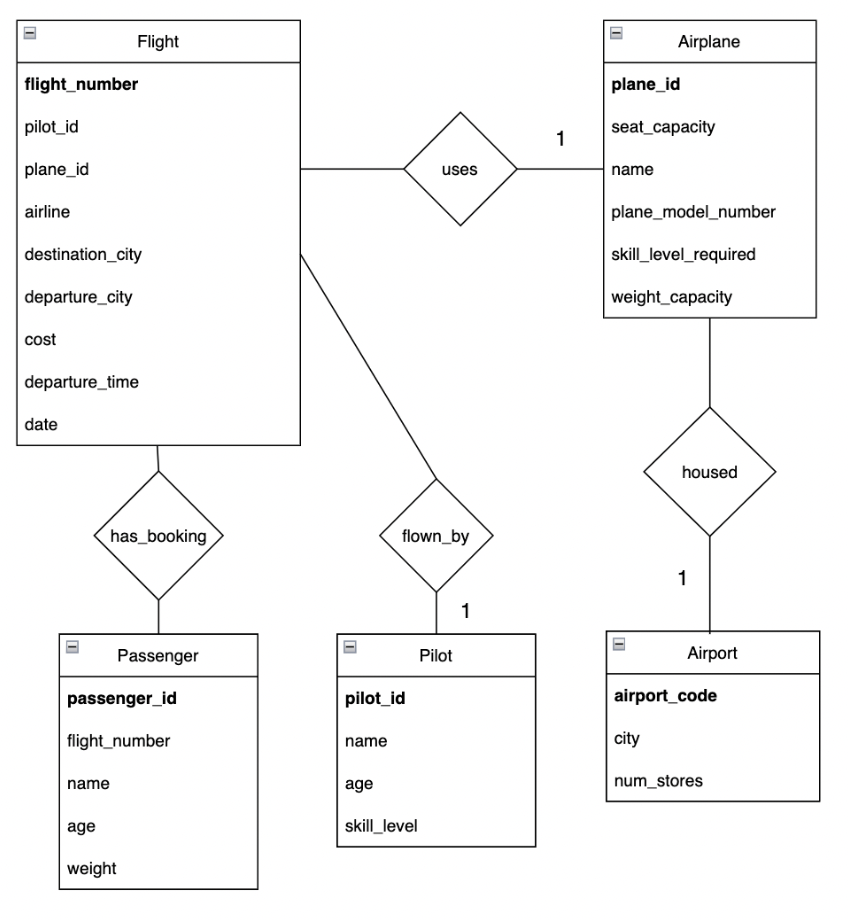 Flight
flight_number
pilot_id
plane_id
airline
destination_city
departure_city
cost
departure_time
date
uses
1
Airplane
plane_id
seat_capacity
name
plane_model_number
skill_level_required
weight_capacity
has_booking
flown_by
1
housed
1
Passenger
passenger_id
flight_number
name
age
weight
Pilot
pilot_id
name
age
skill_level
Airport
airport_code
city
num_stores